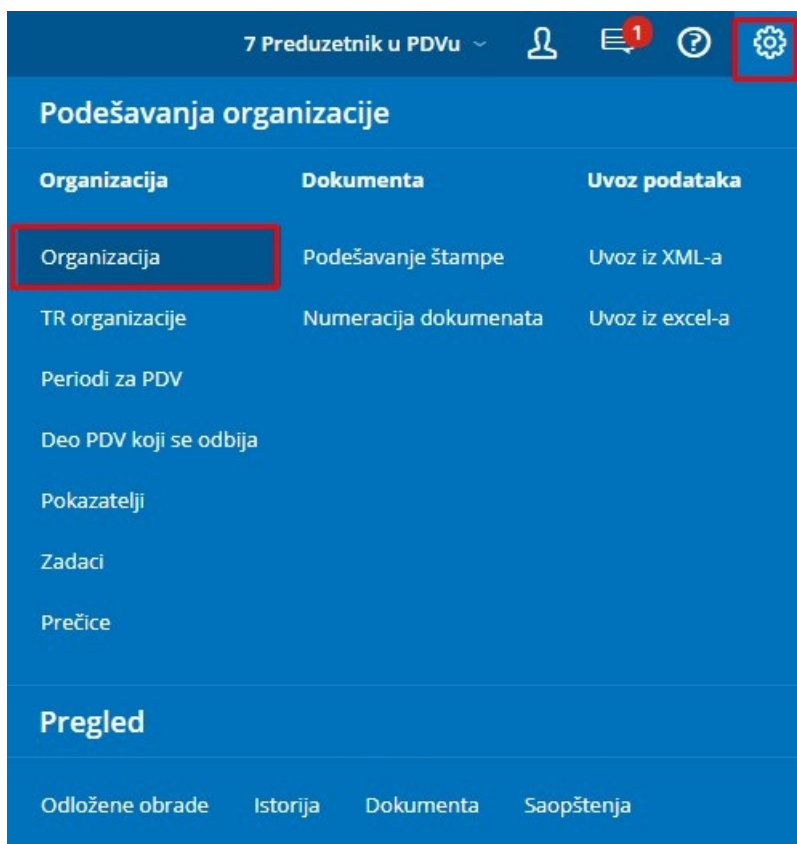 7 Preduzetnik u PDVu
1
Podešavanja organizacije
Organizacija Dokumenta Uvoz podataka
Organizacija Podešavanje štampe Uvoz iz XML-a
TR organizacije Numeracija dokumenata Uvoz iz excel-a
Periodi za PDV
Deo PDV koji se odbija
Pokazatelji
Zadaci
Prečice
Pregled
Odložene obrade Istorija Dokumenta Saopštenja